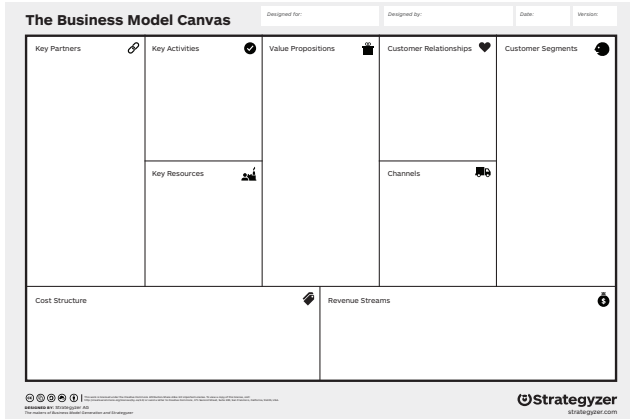 The Business Model Canvas
Designed for:
Designed by:
Date:
Version:
Key Partners
Key Activities
Value Propositions
Customer Relationships
Customer Segments
Key Resources
Channels
Cost Structure
Revenue Streams
DESIGNED BY: Strategyzer AG
The makers of Business Model Generation and Strategyzer
Strategyzer
strategyzer.com